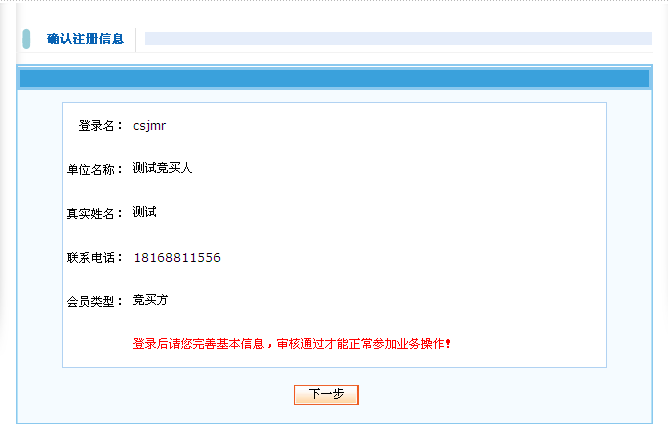 确认注册信息
登录名： csjmr
单位名称： 测试竞买人
真实姓名： 测试
联系电话： 18168811556
会员类型： 竞买方
登录后请您完善基本信息，审核通过才能正常参加业务操作！
下一步